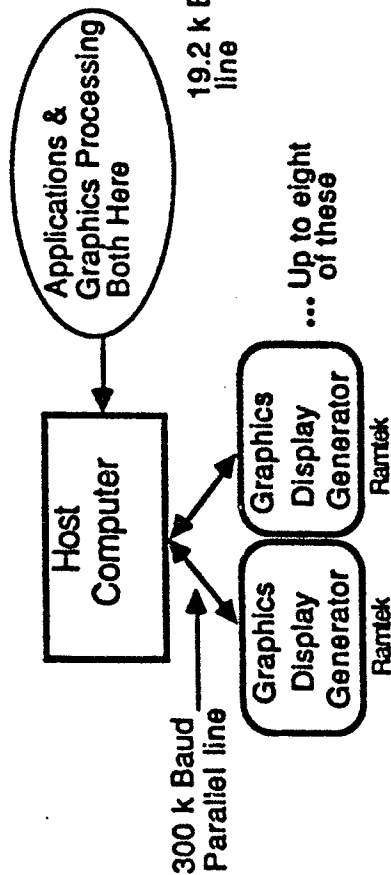 Applications &
Graphics Processing
Both Here
Host
Computer
19.2 k
line
300 k Baud
Parallel line
Graphics
Display
Generator
Ramtek
Graphics
Display
Generator
Ramtek
... Up to eight
of these